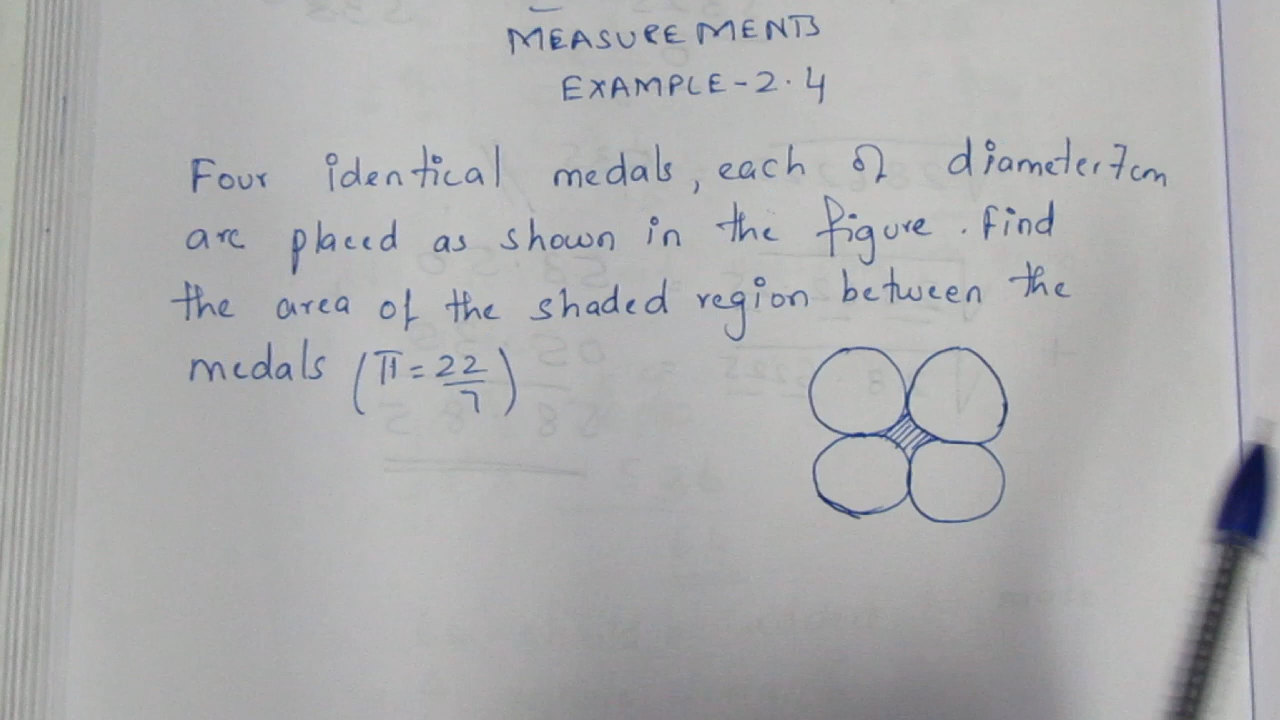 MEASUREMENTS
EXAMPLE-2.4
Four identical medals, each of diameter 7cm
are placed as shown in the figure. Find
the area of the shaded region between the
medals (π = 22/7)